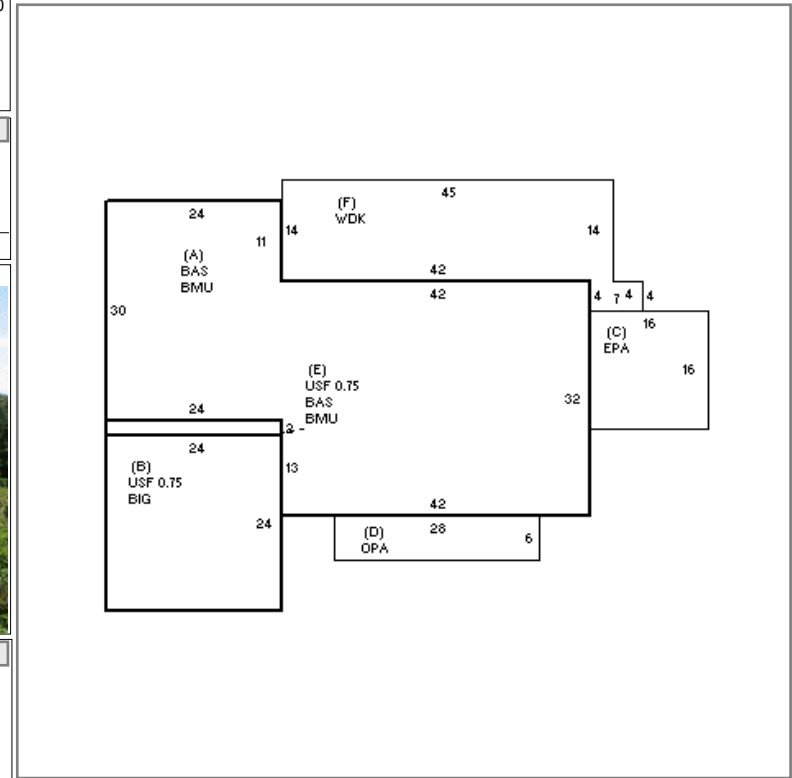 45
(F)
WDK
24
14
14
11
(A)
BAS
BMU
42
42
4 7 4 4
30
16
(C)
EPA
16
(E)
USF 0.75
BAS
BMU
32
24
24
(B)
USF 0.75
BIG
13
42
24
(D)
OPA
28
6